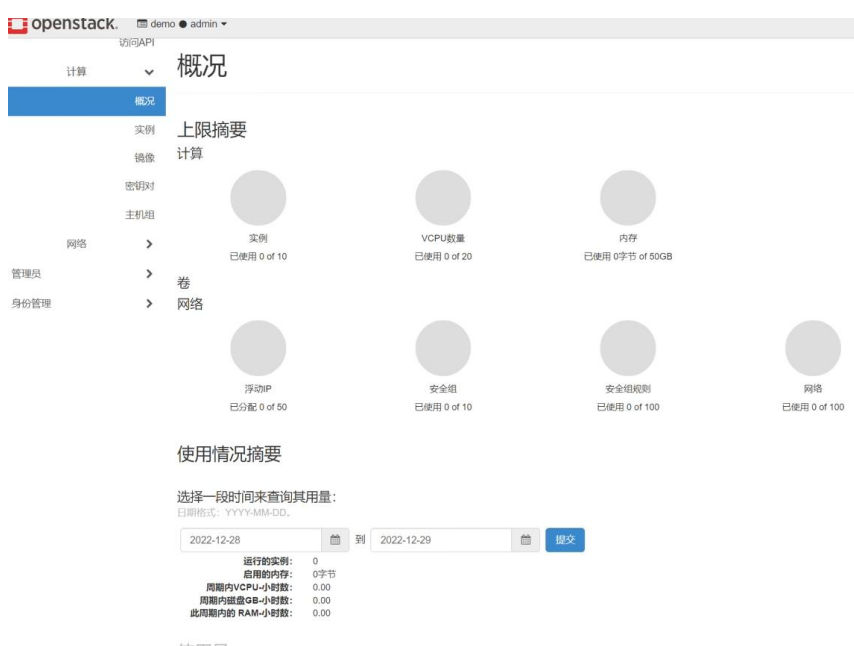 openstack. demo ● admin
访问API
计算
概况
实例
镜像
密钥对
主机组
网络
管理员
身份管理
概况
上限摘要
计算
实例 VCPU数量 内存
已使用 0 of 10 已使用 0 of 20 已使用 0字节 of 50GB
卷
网络
浮动IP 安全组 安全组规则 网络
已分配 0 of 50 已使用 0 of 10 已使用 0 of 100 已使用 0 of 100
使用情况摘要
选择一段时间来查询其用量:
日期格式: YYYY-MM-DD。
2022-12-28 到 2022-12-29 提交
运行的实例: 0
启用的内存: 0字节
周期内VCPU-小时数: 0.00
周期内磁盘GB-小时数: 0.00
此周期内的 RAM-小时数: 0.00